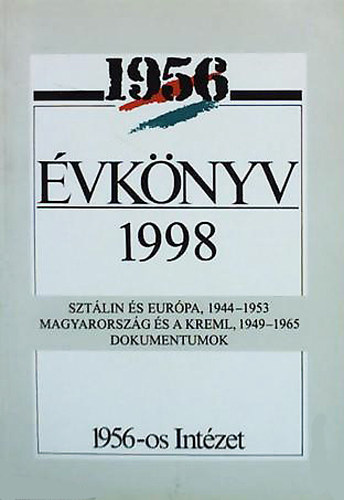 1956
ÉVKÖNYV
1998
SZTÁLIN ÉS EURÓPA, 1944–1953
MAGYARORSZÁG ÉS A KREML, 1949–1965
DOKUMENTUMOK
1956-os Intézet